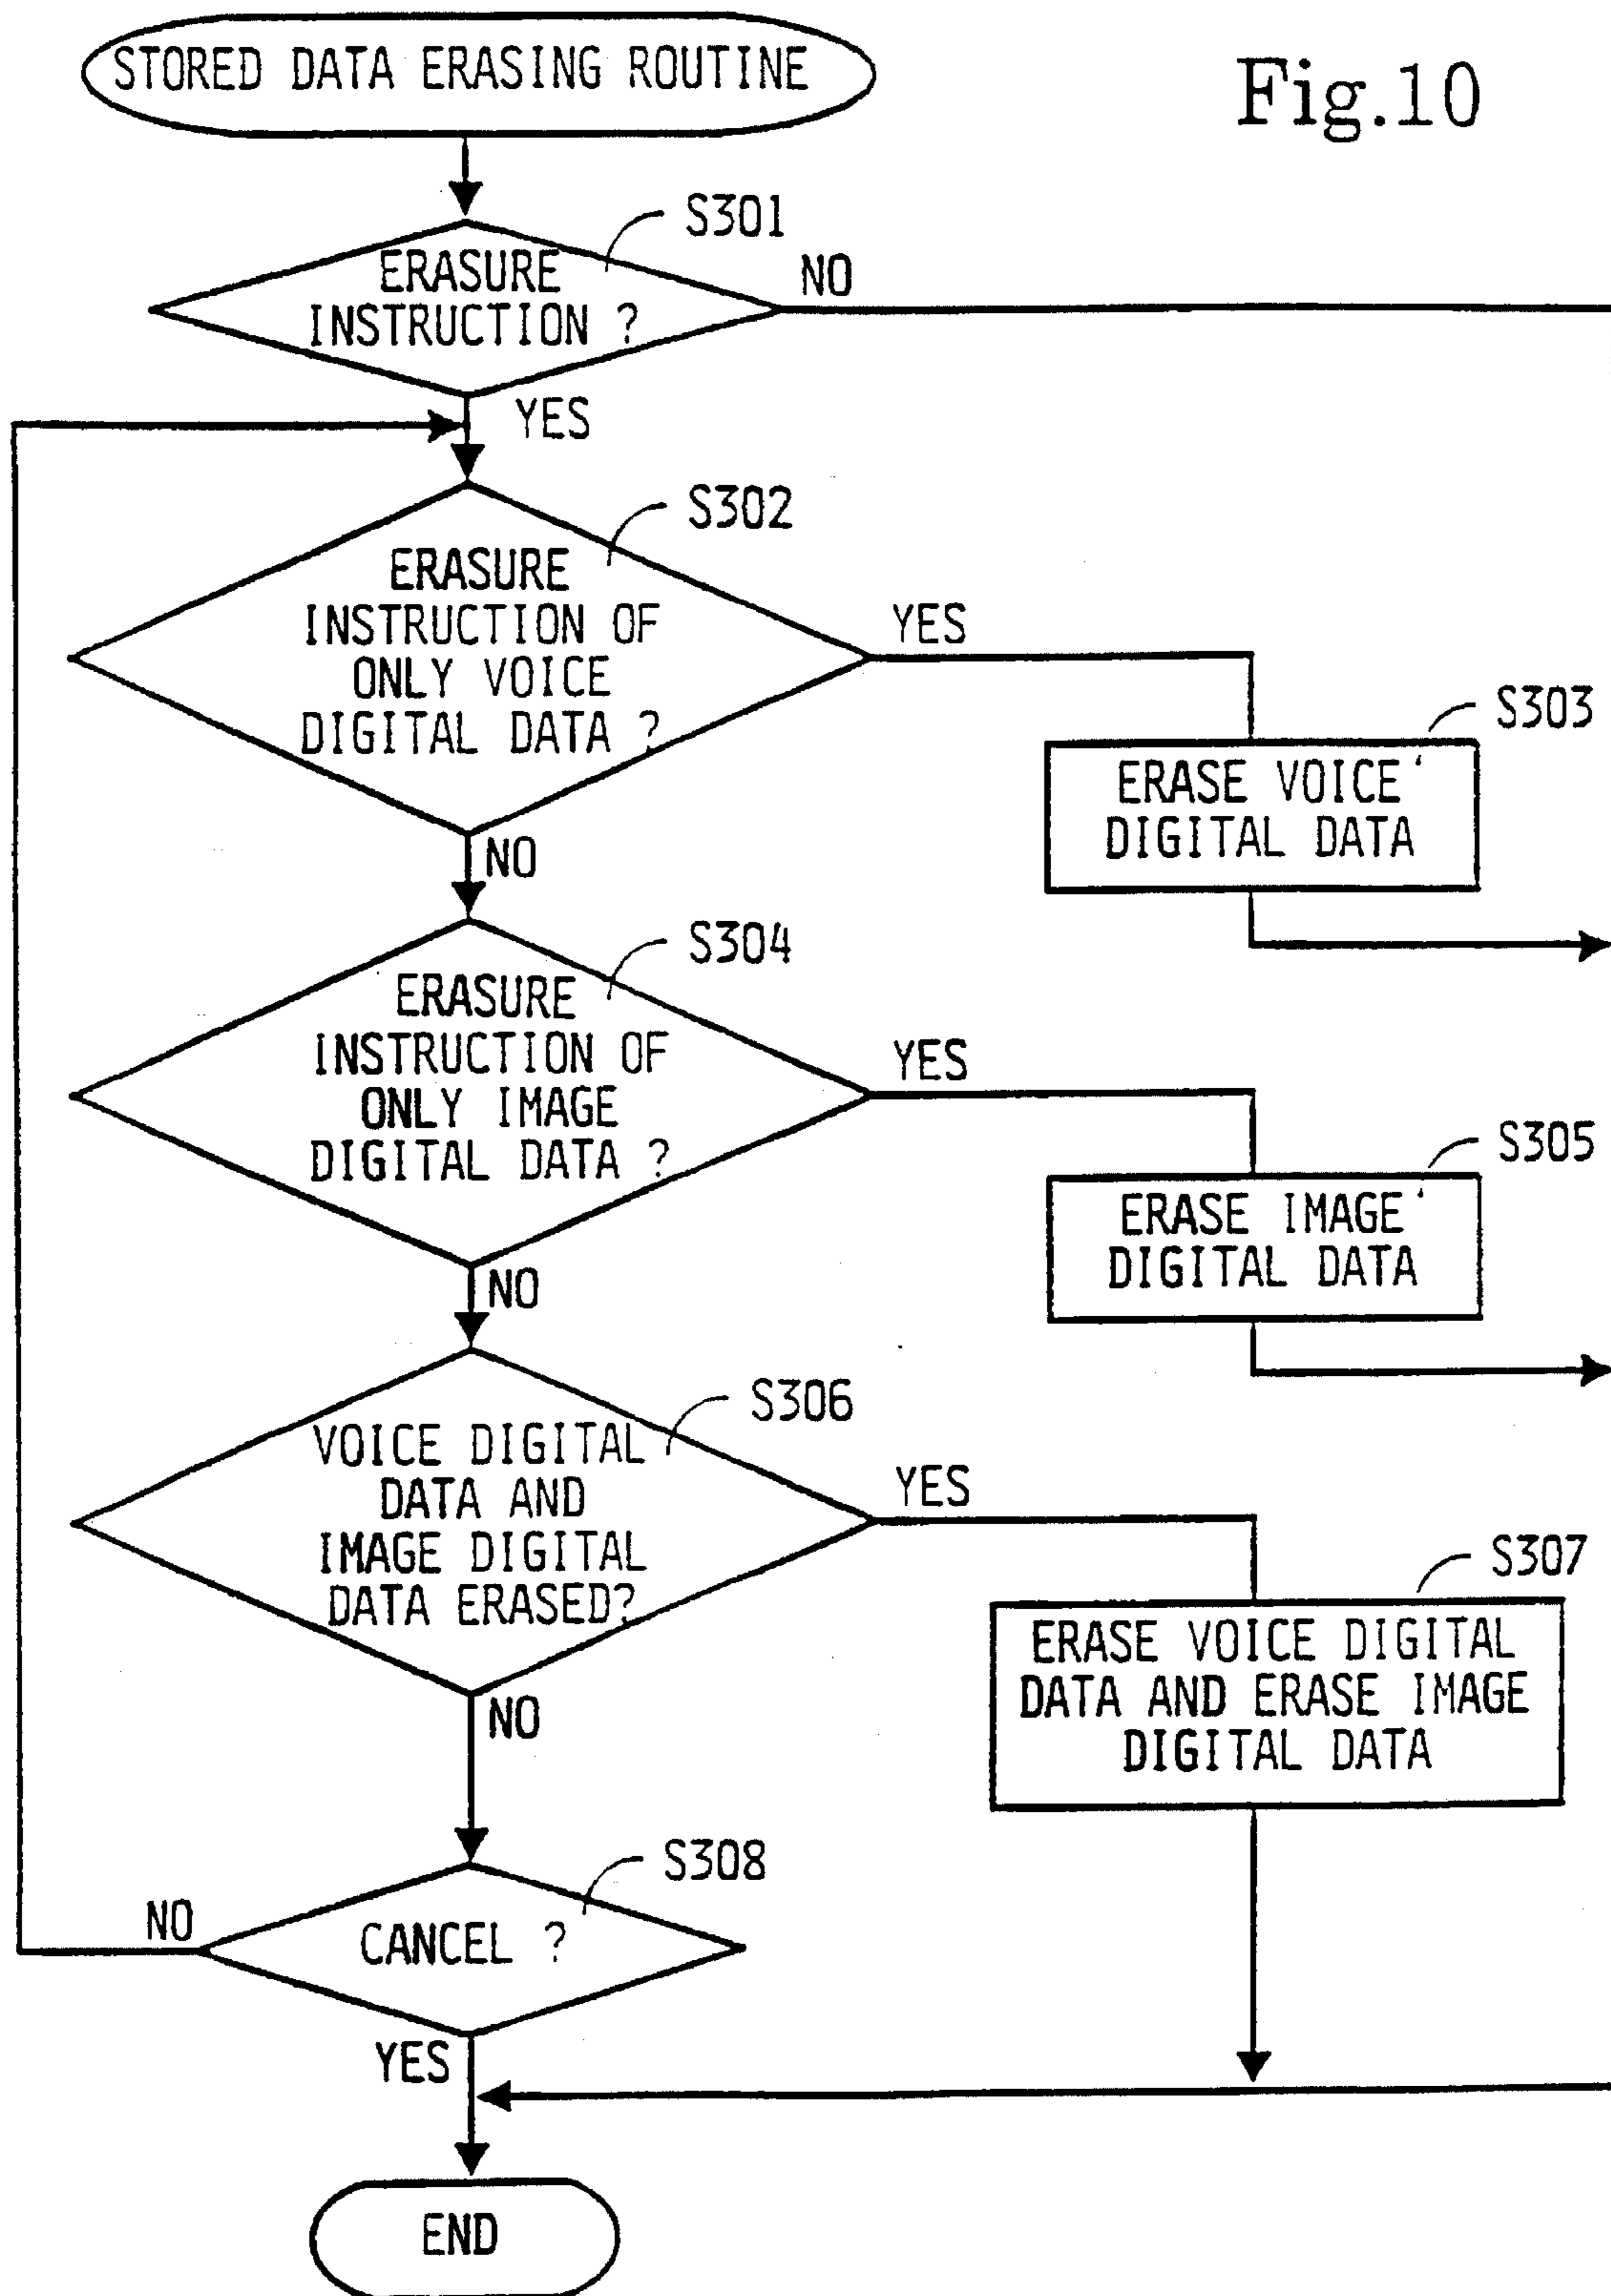 STORED DATA ERASING ROUTINE
Fig.10
S301
ERASURE
INSTRUCTION ?
NO
YES
S302
ERASURE
INSTRUCTION OF
ONLY VOICE
DIGITAL DATA ?
YES
S303
ERASE VOICE
DIGITAL DATA
NO
S304
ERASURE
INSTRUCTION OF
ONLY IMAGE
DIGITAL DATA ?
YES
S305
ERASE IMAGE
DIGITAL DATA
NO
S306
VOICE DIGITAL
DATA AND
IMAGE DIGITAL
DATA ERASED?
YES
S307
ERASE VOICE DIGITAL
DATA AND ERASE IMAGE
DIGITAL DATA
NO
S308
CANCEL ?
NO
YES
END